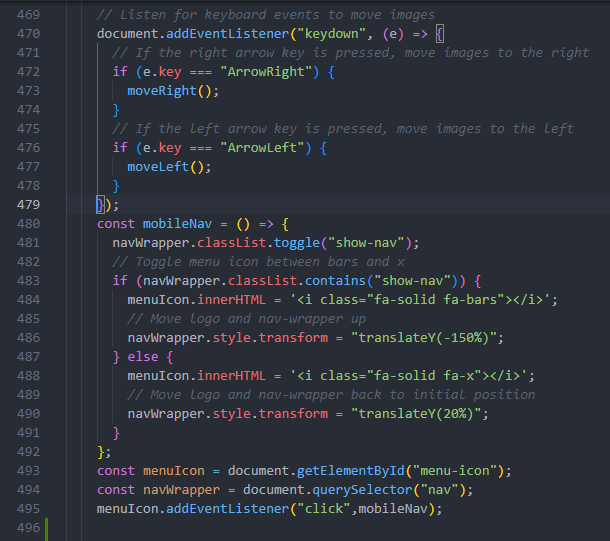 469 // Listen for keyboard events to move images
470 document.addEventListener("keydown", (e) => {
471 // If the right arrow key is pressed, move images to the right
472 if (e.key === "ArrowRight") {
473 moveRight();
474 }
475 // If the left arrow key is pressed, move images to the left
476 if (e.key === "ArrowLeft") {
477 moveLeft();
478 }
479 });
480 const mobileNav = () => {
481 navWrapper.classList.toggle("show-nav");
482 // Toggle menu icon between bars and x
483 if (navWrapper.classList.contains("show-nav")) {
484 menuIcon.innerHTML = '<i class="fa-solid fa-bars"></i>';
485 // Move logo and nav-wrapper up
486 navWrapper.style.transform = "translateY(-150%)";
487 } else {
488 menuIcon.innerHTML = '<i class="fa-solid fa-x"></i>';
489 // Move logo and nav-wrapper back to initial position
490 navWrapper.style.transform = "translateY(20%)";
491 }
492 };
493 const menuIcon = document.getElementById("menu-icon");
494 const navWrapper = document.querySelector("nav");
495 menuIcon.addEventListener("click",mobileNav);
496